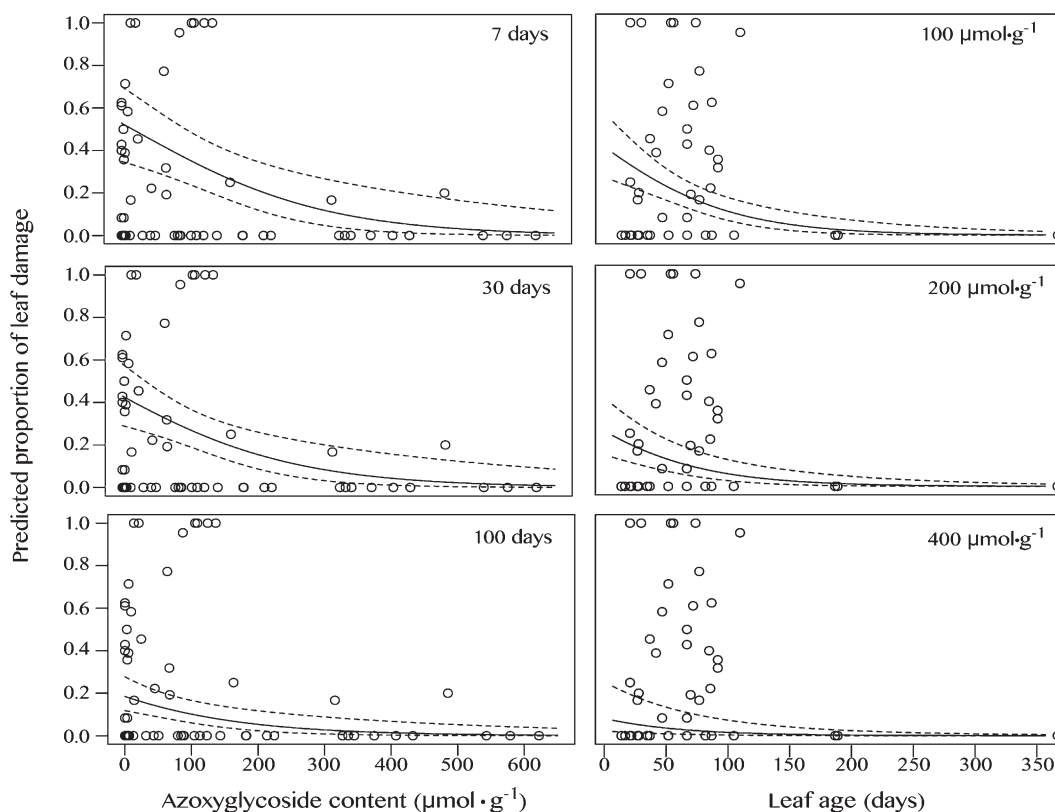 Predicted proportion of leaf damage
1.0
0.8
0.6
0.4
0.2
0.0
7 days
100 µmol·g-1
1.0
0.8
0.6
0.4
0.2
0.0
30 days
200 µmol·g-1
1.0
0.8
0.6
0.4
0.2
0.0
100 days
400 µmol·g-1
0 100 200 300 400 500 600
0 50 100 150 200 250 300 350
Azoxyglycoside content (µmol · g-1)
Leaf age (days)